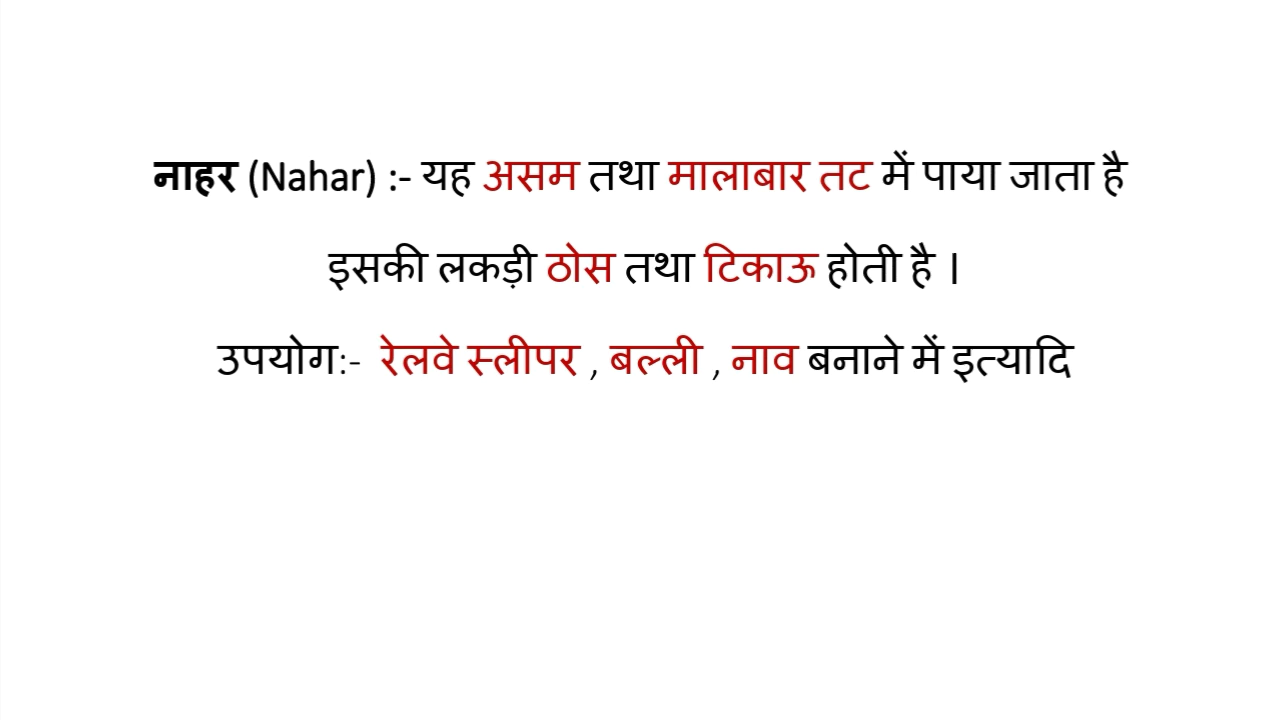 नाहर (Nahar) :- यह असम तथा मालाबार तट में पाया जाता है
इसकी लकड़ी ठोस तथा टिकाऊ होती है ।
उपयोग:- रेलवे स्लीपर , बल्ली , नाव बनाने में इत्यादि